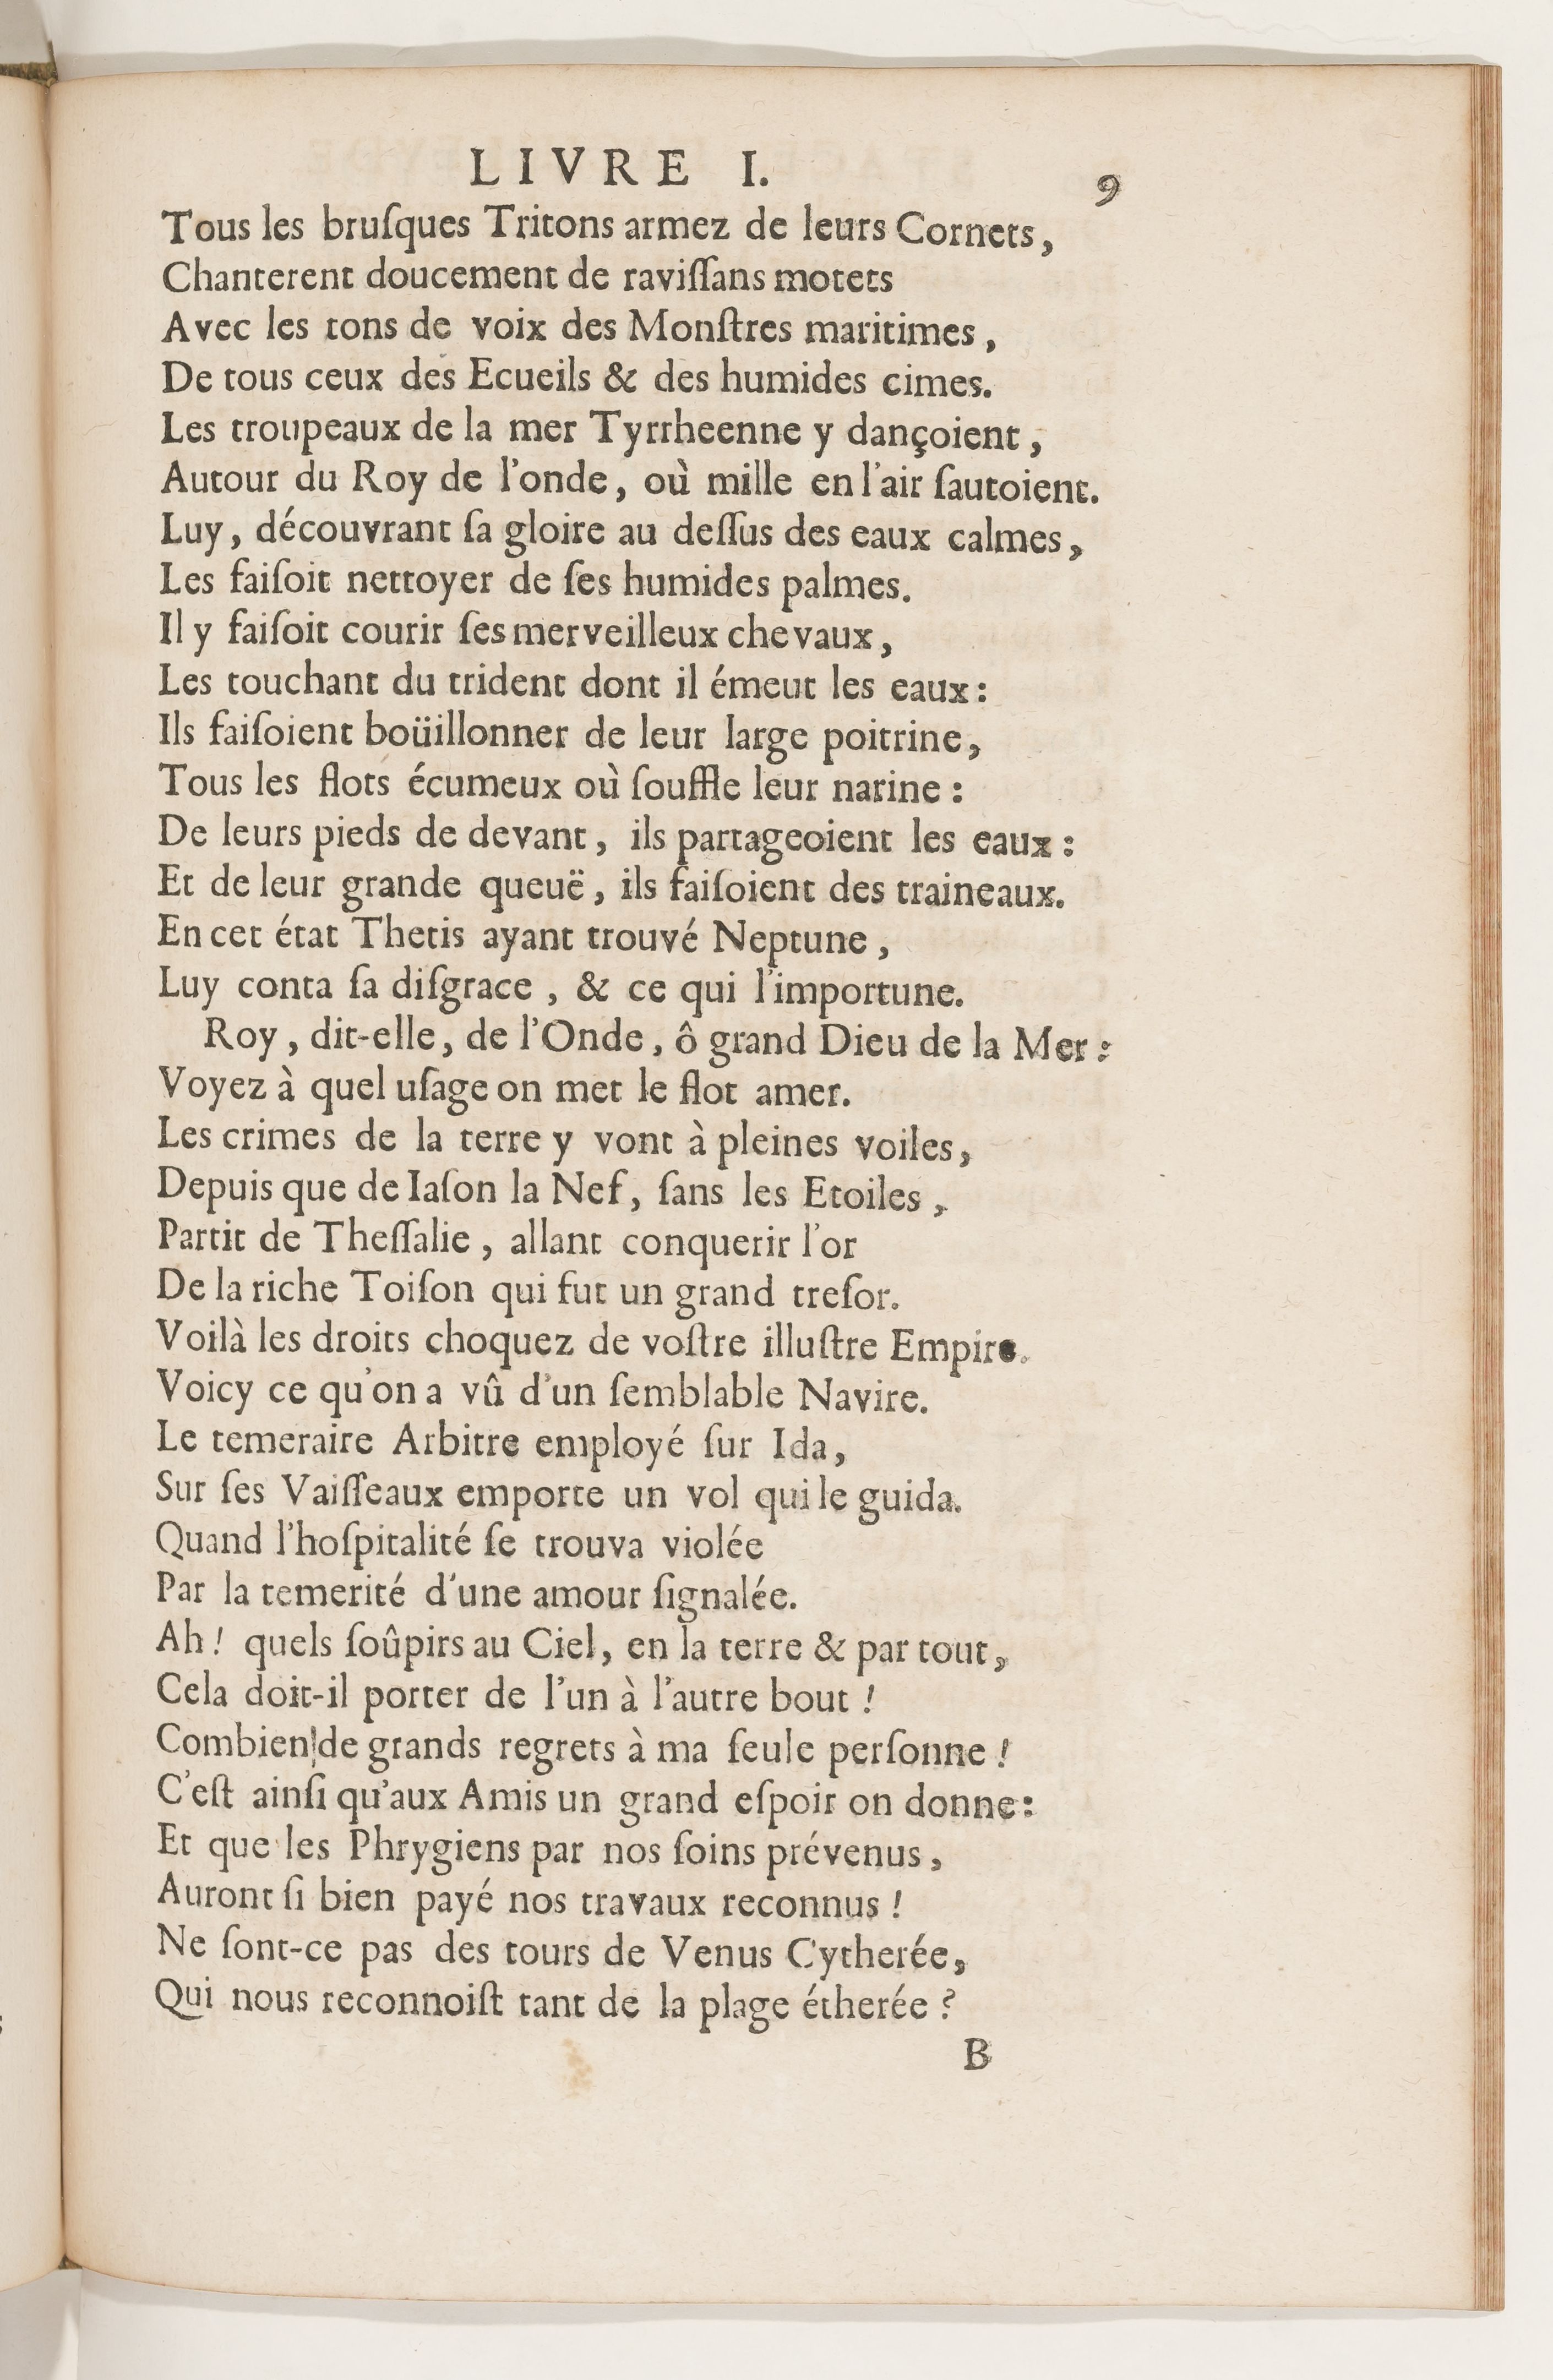 LIVRE I.
9
Tous les bruſques Tritons armez de leurs Cornets,
Chanterent doucement de raviſſans motets
Avec les tons de voix des Monſtres maritimes,
De tous ceux des Ecueils & des humides cimes.
Les troupeaux de la mer Tyrrheenne y dançoient,
Autour du Roy de l'onde, où mille en l'air ſautoient.
Luy, découvrant ſa gloire au deſſus des eaux calmes,
Les faiſoit nettoyer de ſes humides palmes.
Il y faiſoit courir ſes merveilleux chevaux,
Les touchant du trident dont il émeut les eaux:
Ils faiſoient boüillonner de leur large poitrine,
Tous les flots écumeux où ſouffle leur narine :
De leurs pieds de devant, ils partageoient les eaux :
Et de leur grande queuë, ils faiſoient des traineaux.
En cet état Thetis ayant trouvé Neptune,
Luy conta ſa diſgrace, & ce qui l'importune.
Roy, dit-elle, de l'Onde, ô grand Dieu de la Mer :
Voyez à quel uſage on met le flot amer.
Les crimes de la terre y vont à pleines voiles,
Depuis que de Iaſon la Nef, ſans les Etoiles,
Partit de Theſſalie, allant conquerir l'or
De la riche Toiſon qui fut un grand treſor.
Voilà les droits choquez de voſtre illuſtre Empire.
Voicy ce qu'on a vû d'un ſemblable Navire.
Le temeraire Arbitre employé ſur Ida,
Sur ſes Vaiſſeaux emporte un vol qui le guida.
Quand l'hoſpitalité ſe trouva violée
Par la temerité d'une amour ſignalée.
Ah ! quels ſoûpirs au Ciel, en la terre & par tout,
Cela doit-il porter de l'un à l'autre bout !
Combien de grands regrets à ma ſeule perſonne !
C'eſt ainſi qu'aux Amis un grand eſpoir on donne:
Et que les Phrygiens par nos ſoins prévenus,
Auront ſi bien payé nos travaux reconnus !
Ne ſont-ce pas des tours de Venus Cytherée,
Qui nous reconnoiſt tant de la plage étherée ?
B